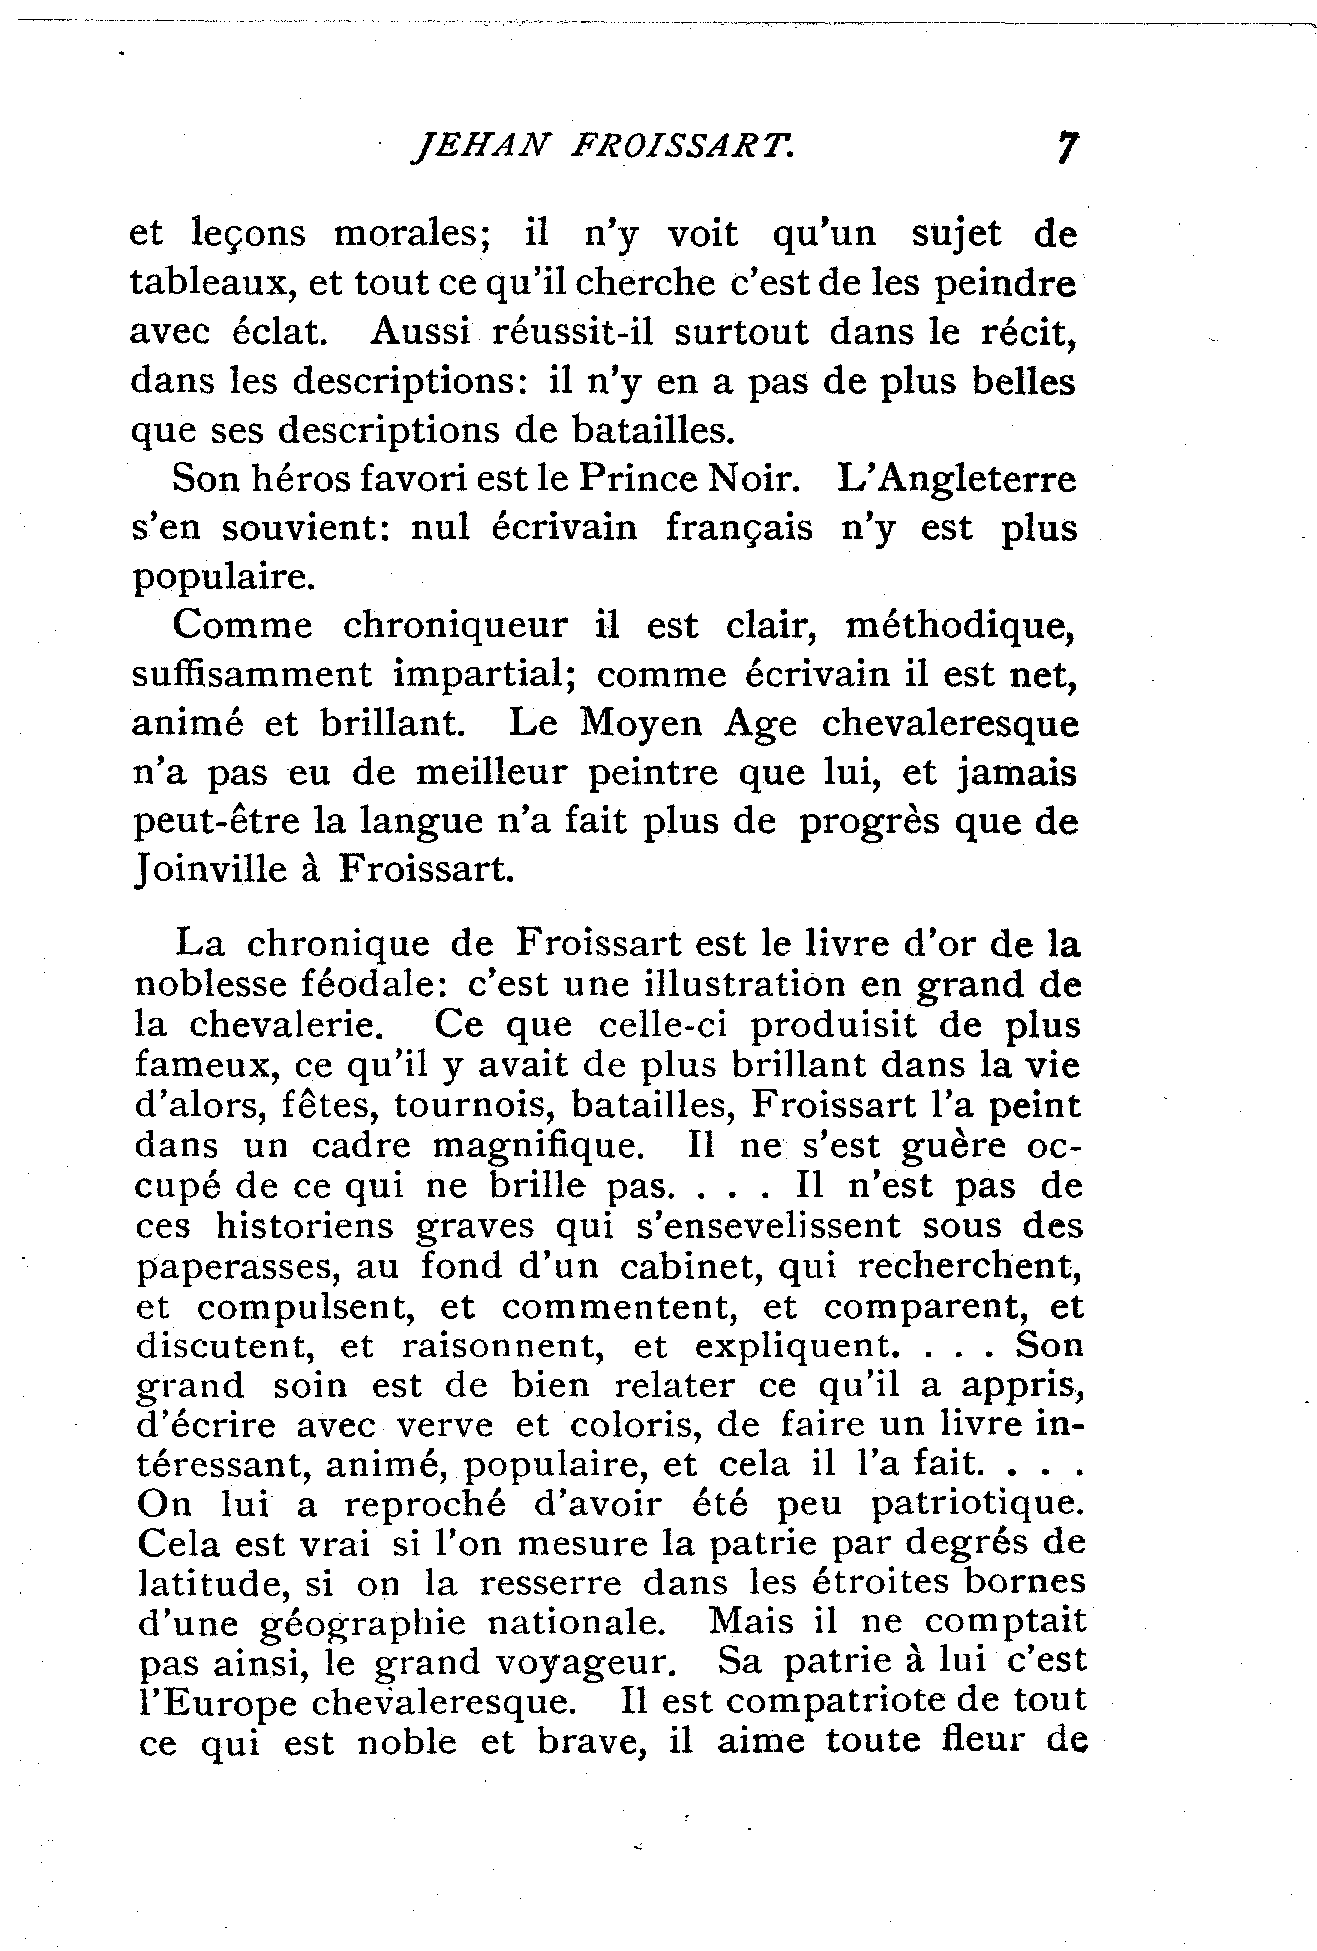 JEHAN FROISSART. 7
et leçons morales; il n'y voit qu'un sujet de
tableaux, et tout ce qu'il cherche c'est de les peindre
avec éclat. Aussi réussit-il surtout dans le récit,
dans les descriptions: il n'y en a pas de plus belles
que ses descriptions de batailles.
Son héros favori est le Prince Noir. L'Angleterre
s'en souvient: nul écrivain français n'y est plus
populaire.
Comme chroniqueur il est clair, méthodique,
suffisamment impartial; comme écrivain il est net,
animé et brillant. Le Moyen Age chevaleresque
n'a pas eu de meilleur peintre que lui, et jamais
peut-être la langue n'a fait plus de progrès que de
Joinville à Froissart.
La chronique de Froissart est le livre d'or de la
noblesse féodale: c'est une illustration en grand de
la chevalerie. Ce que celle-ci produisit de plus
fameux, ce qu'il y avait de plus brillant dans la vie
d'alors, fêtes, tournois, batailles, Froissart l'a peint
dans un cadre magnifique. Il ne s'est guère oc-
cupé de ce qui ne brille pas. . . . Il n'est pas de
ces historiens graves qui s'ensevelissent sous des
paperasses, au fond d'un cabinet, qui recherchent,
et compulsent, et commentent, et comparent, et
discutent, et raisonnent, et expliquent. . . . Son
grand soin est de bien relater ce qu'il a appris,
d'écrire avec verve et coloris, de faire un livre in-
téressant, animé, populaire, et cela il l'a fait. . . .
On lui a reproché d'avoir été peu patriotique.
Cela est vrai si l'on mesure la patrie par degrés de
latitude, si on la resserre dans les étroites bornes
d'une géographie nationale. Mais il ne comptait
pas ainsi, le grand voyageur. Sa patrie à lui c'est
l'Europe chevaleresque. Il est compatriote de tout
ce qui est noble et brave, il aime toute fleur de